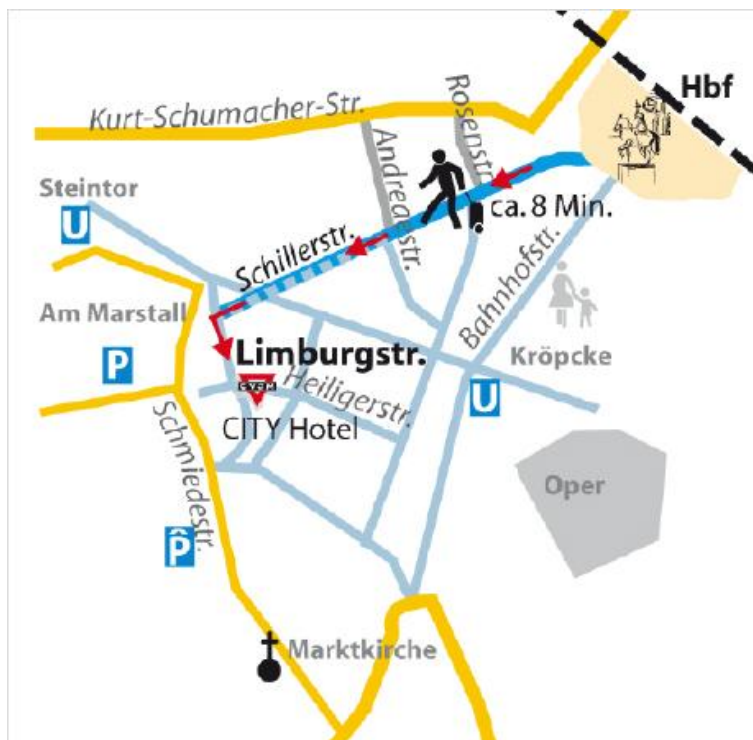 Hbf
Kurt-Schumacher-Str.
Rosenstr.
Andreaestr.
Steintor
U
ca. 8 Min.
Schillerstr.
Bahnhofstr.
Am Marstall
P
Limburgstr.
Kröpcke
Heiligerstr.
CVJM
U
CITY Hotel
Schmiedestr.
Oper
P
Marktkirche